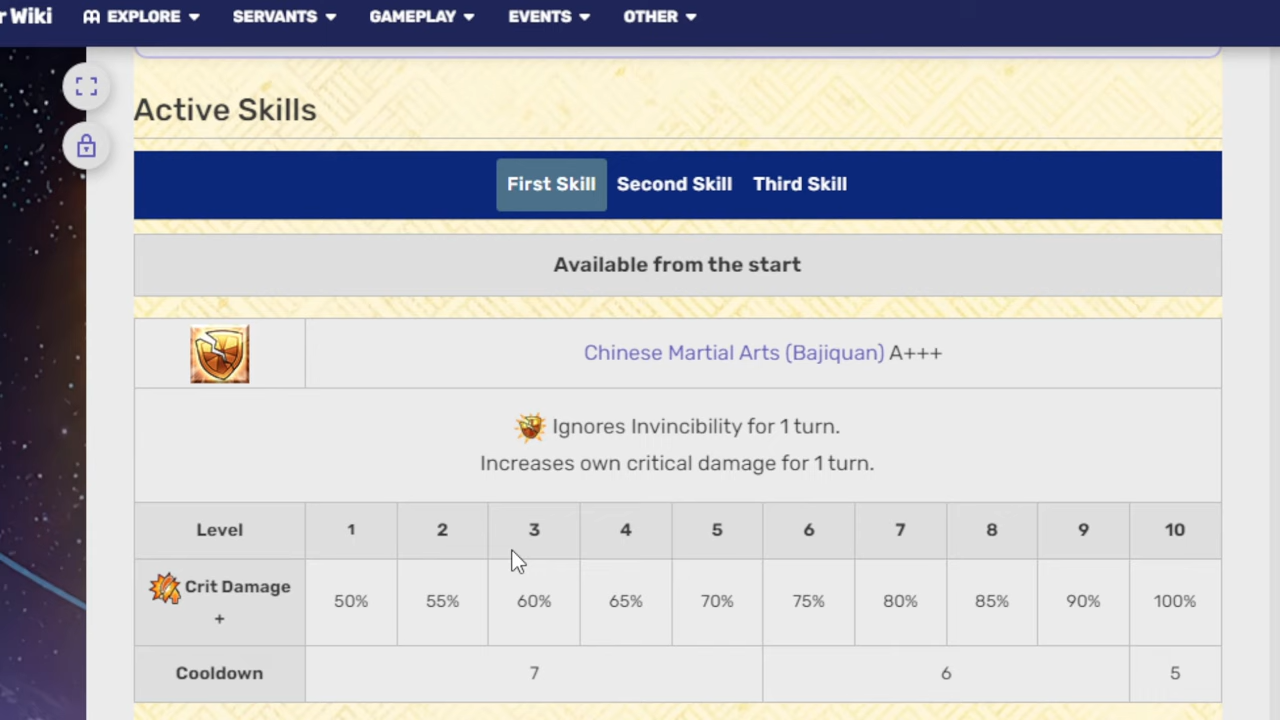 r Wiki EXPLORE SERVANTS GAMEPLAY EVENTS OTHER
Active Skills
First Skill Second Skill Third Skill
Available from the start
Chinese Martial Arts (Bajiquan) A+++
Ignores Invincibility for 1 turn.
Increases own critical damage for 1 turn.
Level 1 2 3 4 5 6 7 8 9 10
Crit Damage
+ 50% 55% 60% 65% 70% 75% 80% 85% 90% 100%
Cooldown 7 6 5